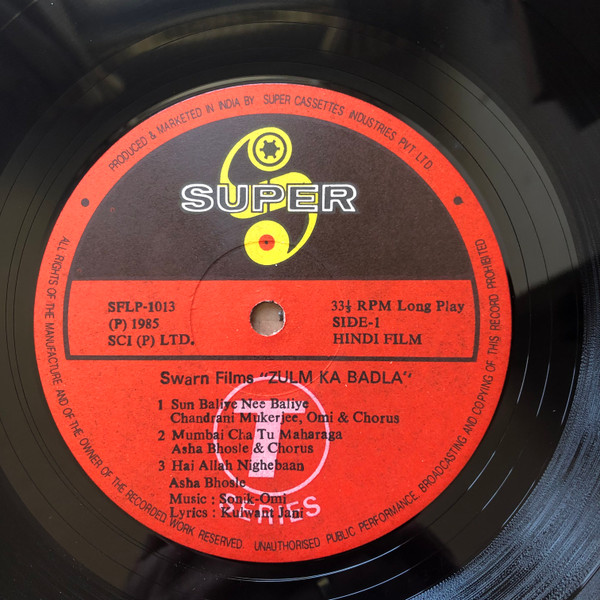 PRODUCED & MARKETED IN INDIA BY SUPER CASSETTES INDUSTRIES PVT LTD.
SUPER
SFLP-1013
(P) 1985
SCI (P) LTD.
33⅓ RPM Long Play
SIDE-1
HINDI FILM
Swarn Films "ZULM KA BADLA"
1 Sun Baliye Nee Baliye
Chandrani Mukerjee, Omi & Chorus
2 Mumbai Cha Tu Maharaga
Asha Bhosle & Chorus
3 Hai Allah Nighebaan
Asha Bhosle
Music : Sonik-Omi
Lyrics : Kulwant Jani
T
SERIES
ALL RIGHTS OF THE MANUFACTURE AND OF THE OWNER OF THE RECORDED WORK RESERVED. UNAUTHORISED PUBLIC PERFORMANCE, BROADCASTING AND COPYING OF THIS RECORD PROHIBITED